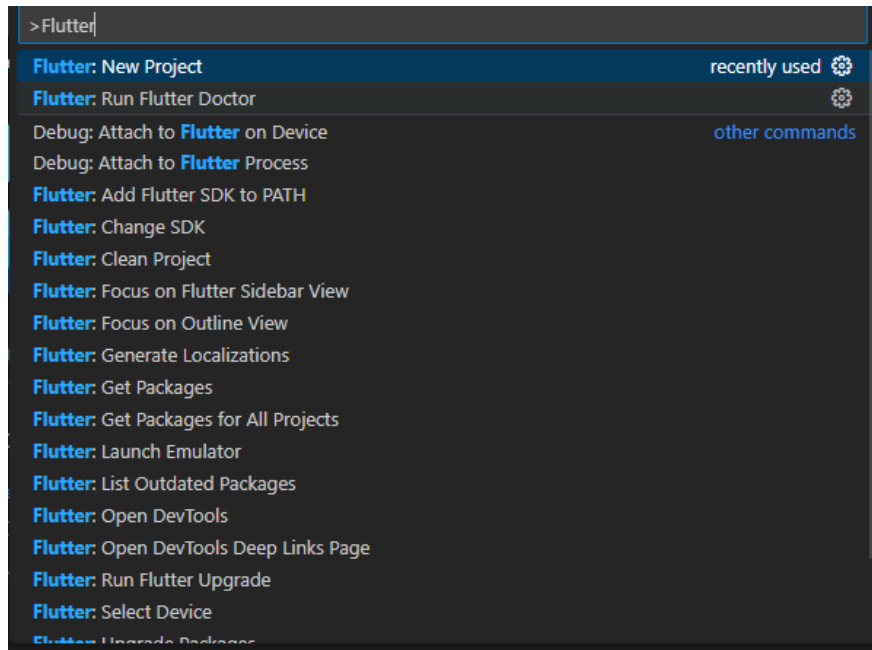 >Flutter
Flutter: New Project recently used
Flutter: Run Flutter Doctor
Debug: Attach to Flutter on Device other commands
Debug: Attach to Flutter Process
Flutter: Add Flutter SDK to PATH
Flutter: Change SDK
Flutter: Clean Project
Flutter: Focus on Flutter Sidebar View
Flutter: Focus on Outline View
Flutter: Generate Localizations
Flutter: Get Packages
Flutter: Get Packages for All Projects
Flutter: Launch Emulator
Flutter: List Outdated Packages
Flutter: Open DevTools
Flutter: Open DevTools Deep Links Page
Flutter: Run Flutter Upgrade
Flutter: Select Device
Flutter: Upgrade Packages